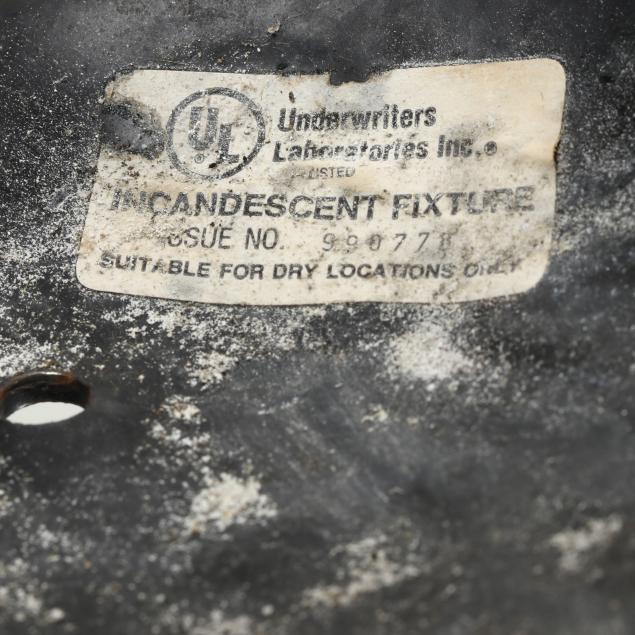 UL
Underwriters
Laboratories Inc.®
LISTED
INCANDESCENT FIXTURE
ISSUE NO.
SUITABLE FOR DRY LOCATIONS ONLY